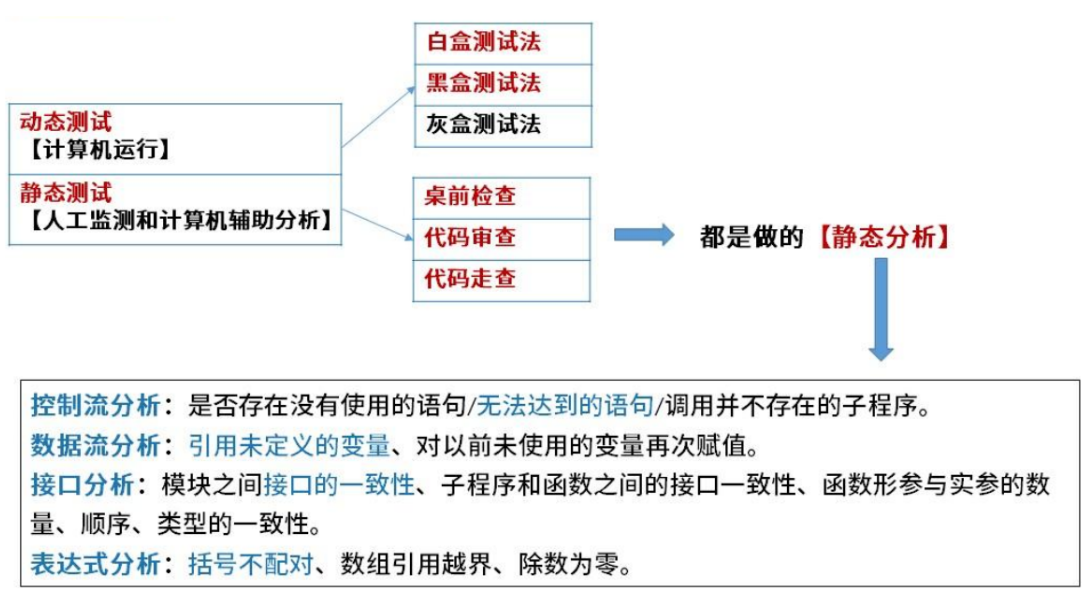 白盒测试法
黑盒测试法
灰盒测试法
动态测试
【计算机运行】
静态测试
【人工监测和计算机辅助分析】
桌前检查
代码审查
代码走查
都是做的【静态分析】
控制流分析：是否存在没有使用的语句/无法达到的语句/调用并不存在的子程序。
数据流分析：引用未定义的变量、对以前未使用的变量再次赋值。
接口分析：模块之间接口的一致性、子程序和函数之间的接口一致性、函数形参与实参的数
量、顺序、类型的一致性。
表达式分析：括号不配对、数组引用越界、除数为零。